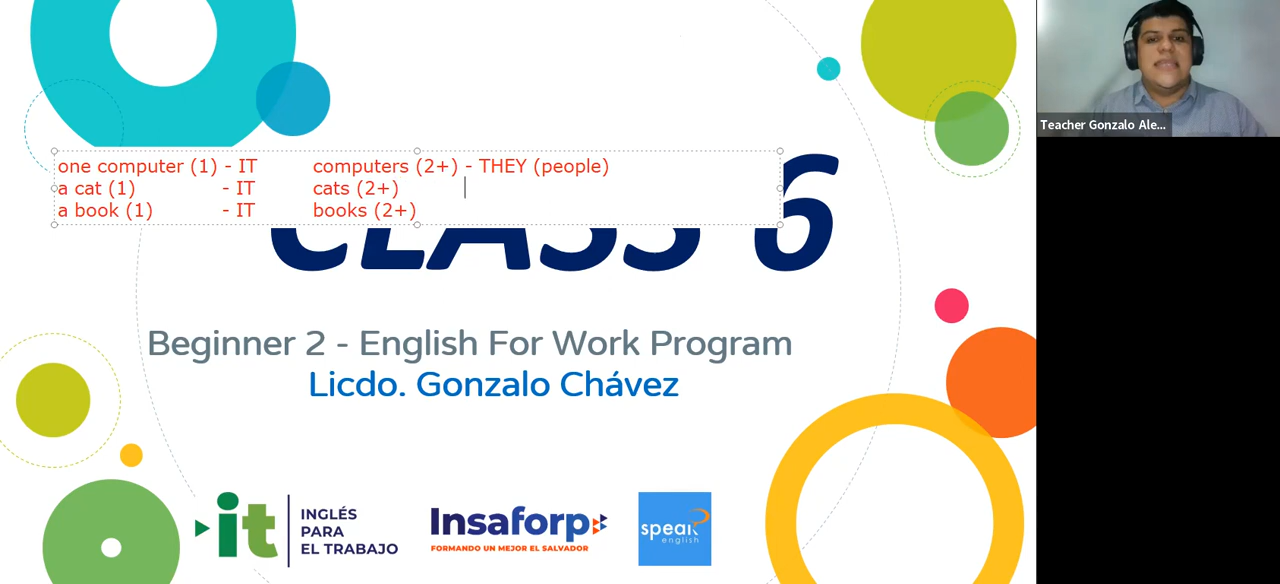 one computer (1) - IT computers (2+) - THEY (people)
a cat (1) - IT cats (2+)
a book (1) - IT books (2+)
CLASS 6
Beginner 2 - English For Work Program
Licdo. Gonzalo Chávez
it INGLÉS
PARA
EL TRABAJO
Insaforp
FORMANDO UN MEJOR EL SALVADOR
speak
english
Teacher Gonzalo Ale...